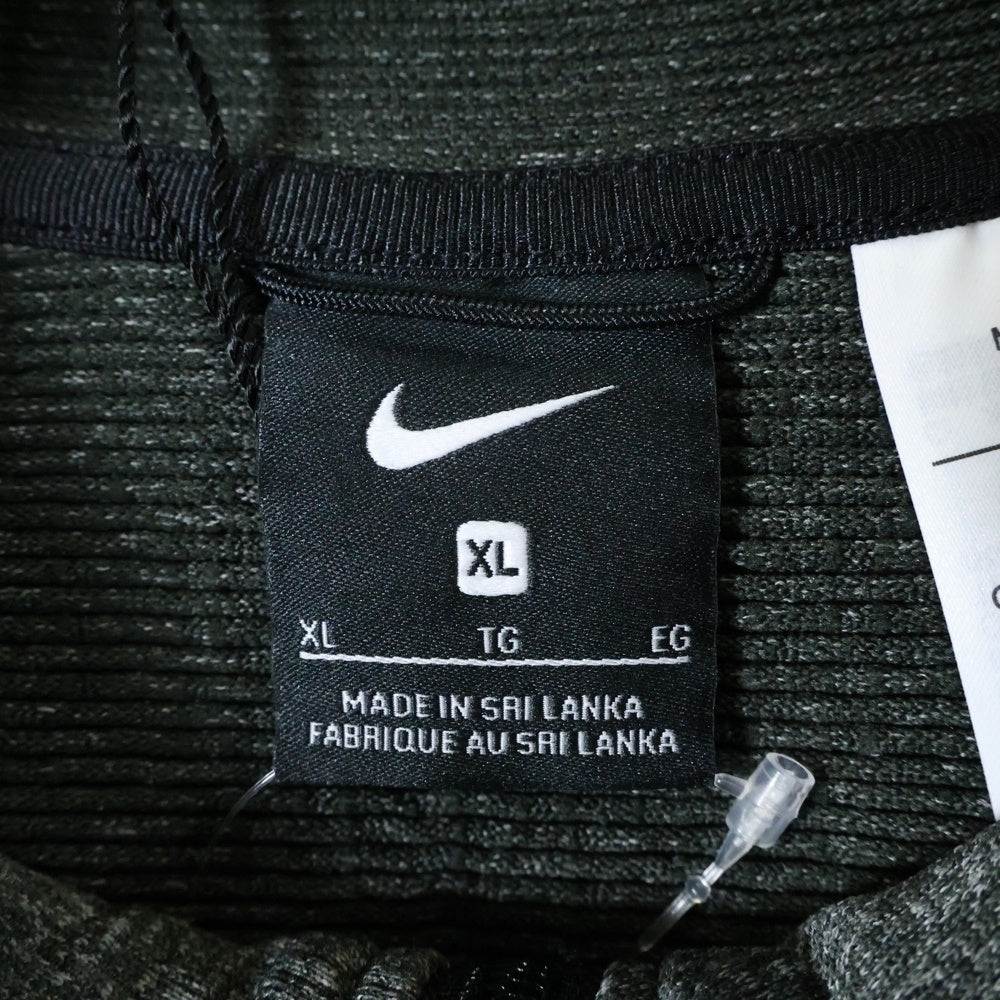 XL
XL TG EG
MADE IN SRI LANKA
FABRIQUE AU SRI LANKA